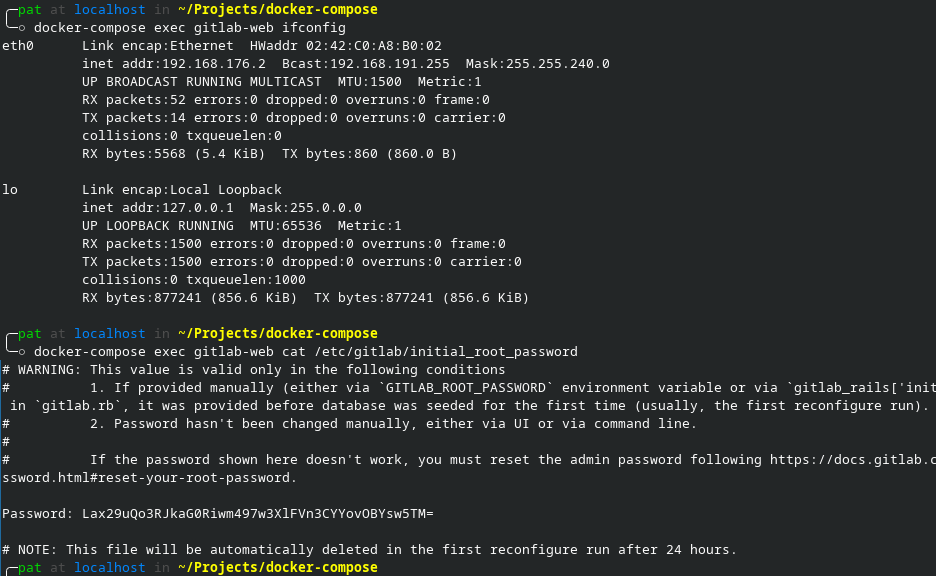 pat at localhost in ~/Projects/docker-compose
docker-compose exec gitlab-web ifconfig
eth0 Link encap:Ethernet HWaddr 02:42:C0:A8:B0:02
inet addr:192.168.176.2 Bcast:192.168.191.255 Mask:255.255.240.0
UP BROADCAST RUNNING MULTICAST MTU:1500 Metric:1
RX packets:52 errors:0 dropped:0 overruns:0 frame:0
TX packets:14 errors:0 dropped:0 overruns:0 carrier:0
collisions:0 txqueuelen:0
RX bytes:5568 (5.4 KiB) TX bytes:860 (860.0 B)
lo Link encap:Local Loopback
inet addr:127.0.0.1 Mask:255.0.0.0
UP LOOPBACK RUNNING MTU:65536 Metric:1
RX packets:1500 errors:0 dropped:0 overruns:0 frame:0
TX packets:1500 errors:0 dropped:0 overruns:0 carrier:0
collisions:0 txqueuelen:1000
RX bytes:877241 (856.6 KiB) TX bytes:877241 (856.6 KiB)
pat at localhost in ~/Projects/docker-compose
docker-compose exec gitlab-web cat /etc/gitlab/initial_root_password
# WARNING: This value is valid only in the following conditions
# 1. If provided manually (either via `GITLAB_ROOT_PASSWORD` environment variable or via `gitlab_rails['init
in `gitlab.rb`, it was provided before database was seeded for the first time (usually, the first reconfigure run).
# 2. Password hasn't been changed manually, either via UI or via command line.
#
# If the password shown here doesn't work, you must reset the admin password following https://docs.gitlab.c
ssword.html#reset-your-root-password.
Password: Lax29uQo3RJkaG0Riwm497w3XlFVn3CYYovOBYsw5TM=
# NOTE: This file will be automatically deleted in the first reconfigure run after 24 hours.
pat at localhost in ~/Projects/docker-compose